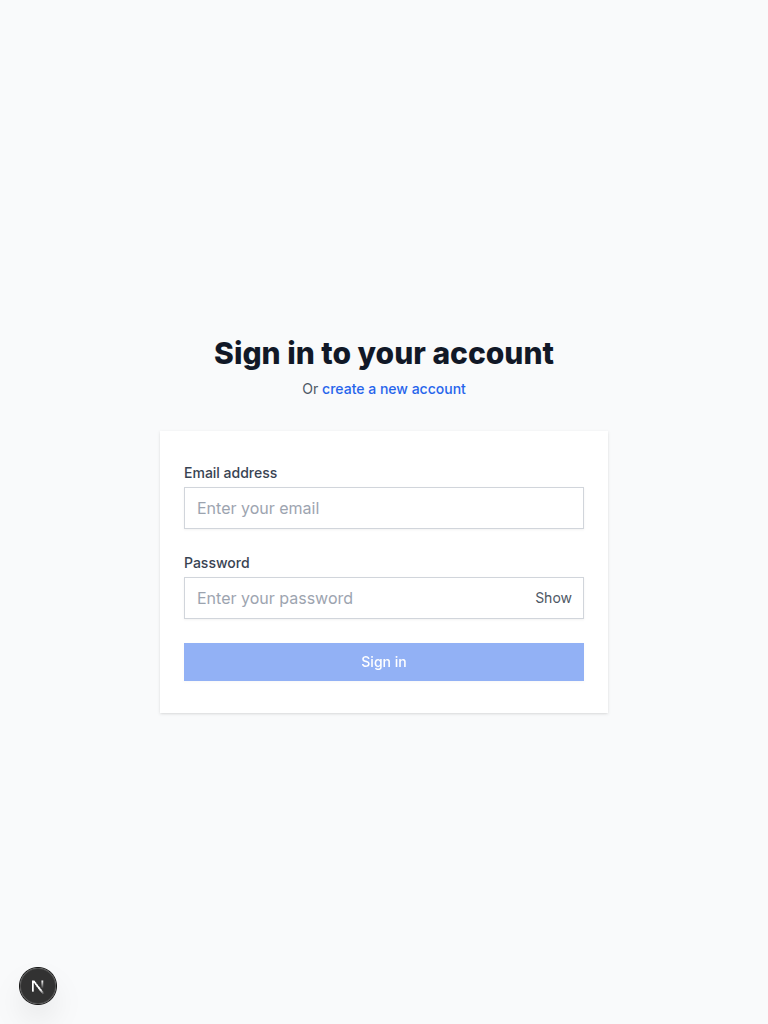 Sign in to your account
Or create a new account
Email address
Enter your email
Password
Enter your password Show
Sign in
N